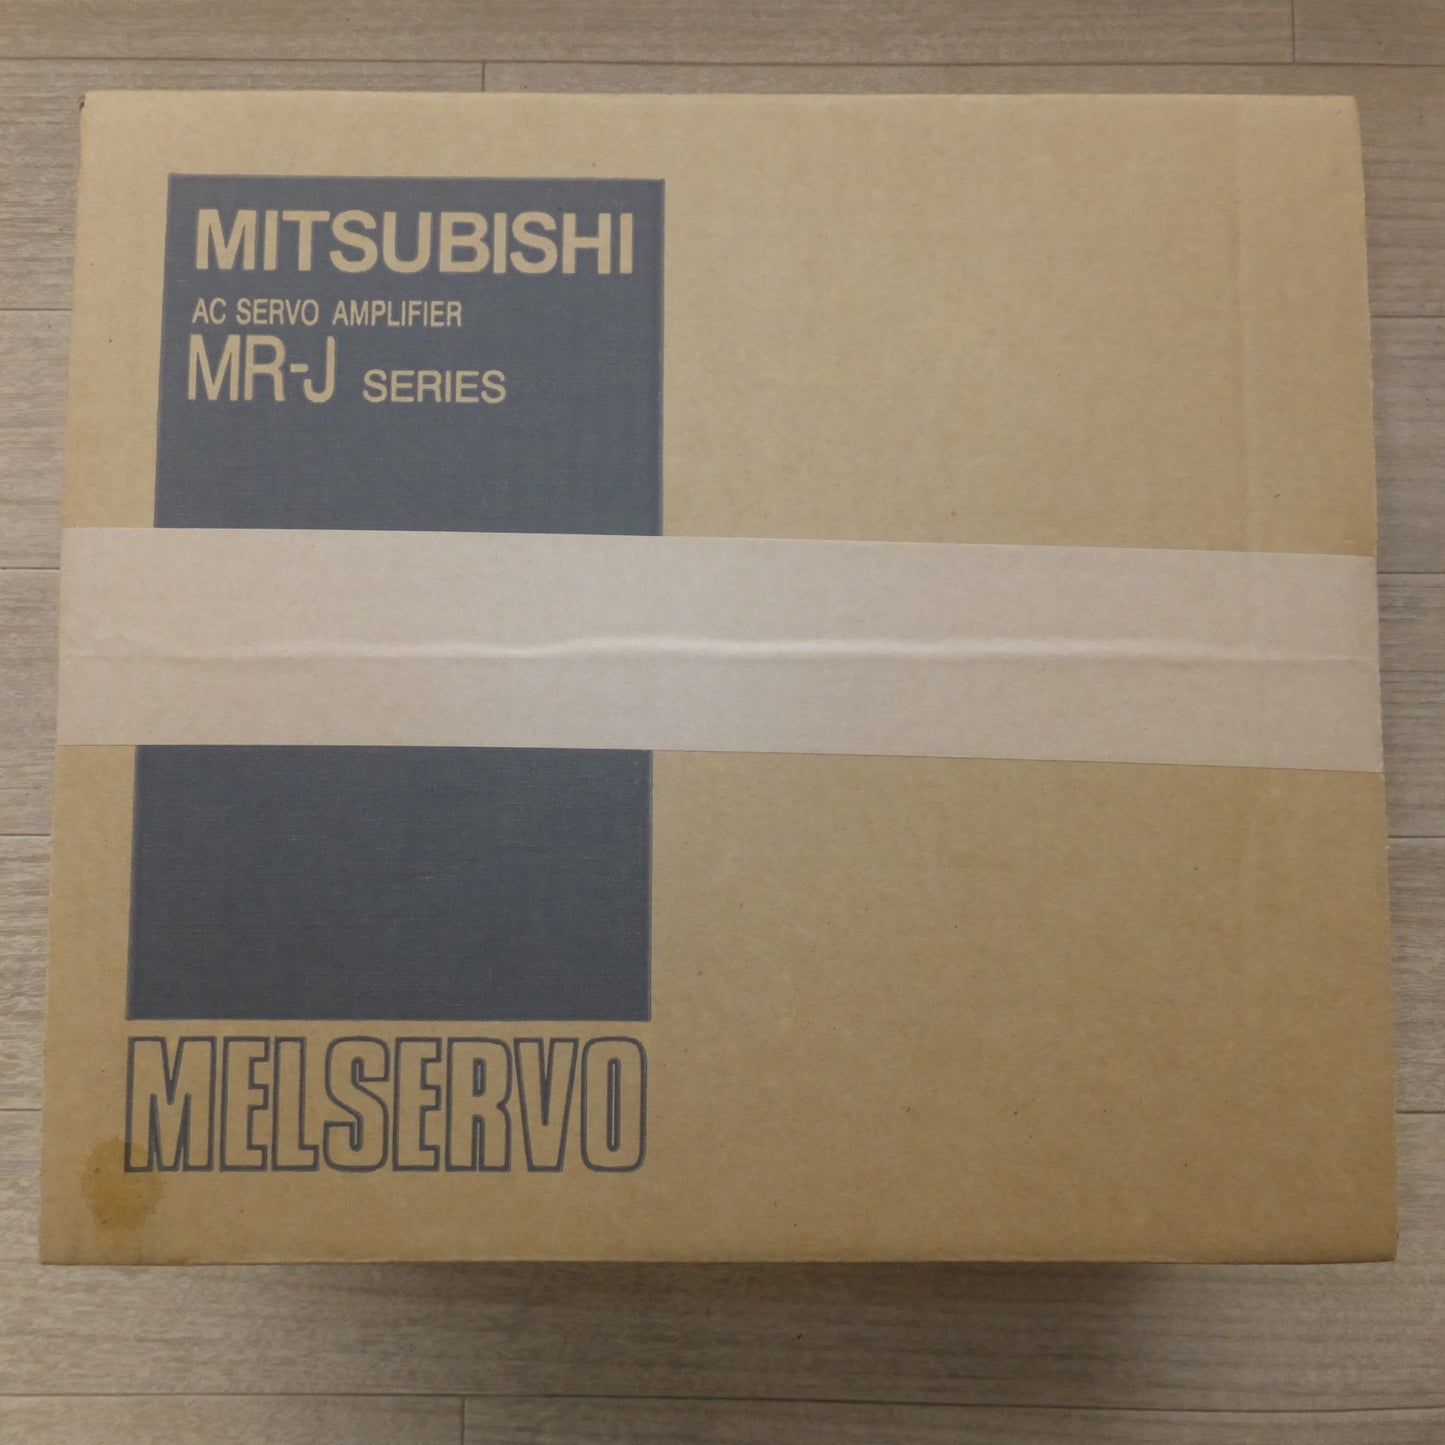 MITSUBISHI
AC SERVO AMPLIFIER
MR-J SERIES
MELSERVO